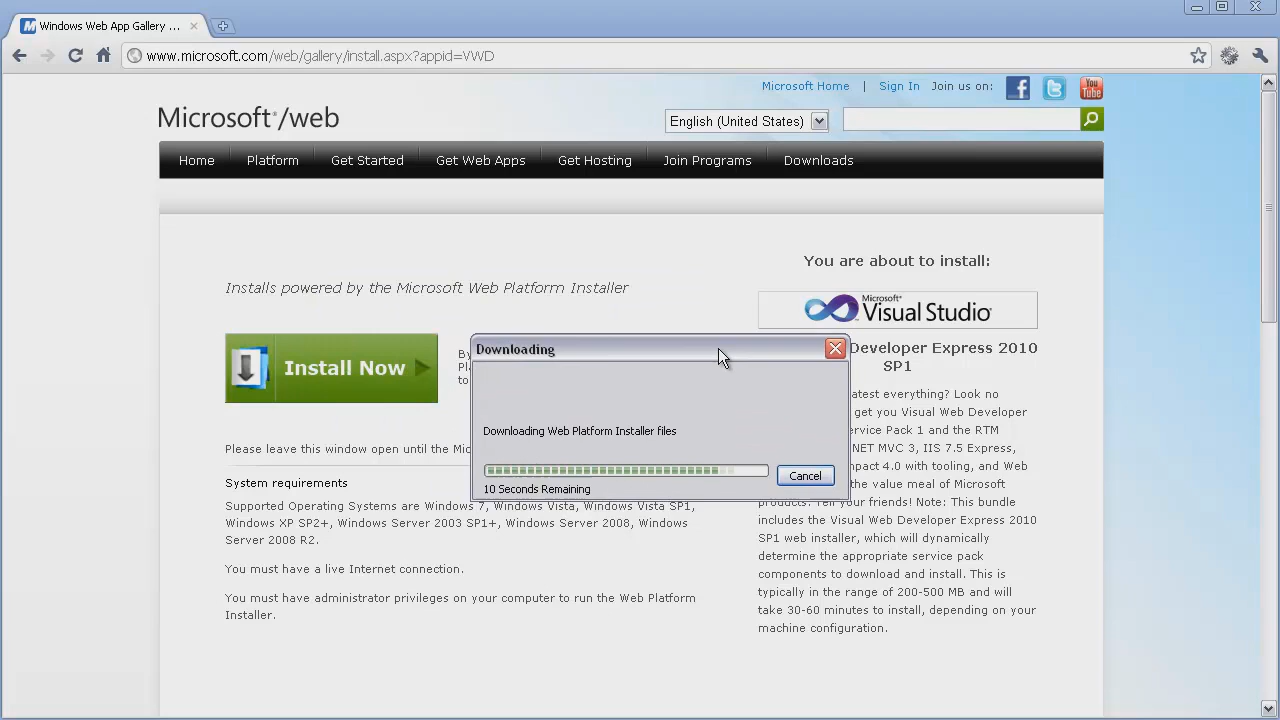 Windows Web App Gallery ...
www.microsoft.com/web/gallery/install.aspx?appid=VWD
Microsoft Home | Sign In Join us on:
You Tube
Microsoft®/web
English (United States)
Home Platform Get Started Get Web Apps Get Hosting Join Programs Downloads
Installs powered by the Microsoft Web Platform Installer
Install Now
By
Pl
to
Please leave this window open until the Mic
System requirements
Supported Operating Systems are Windows 7, Windows Vista, Windows Vista SP1,
Windows XP SP2+, Windows Server 2003 SP1+, Windows Server 2008, Windows
Server 2008 R2.
You must have a live Internet connection.
You must have administrator privileges on your computer to run the Web Platform
Installer.
Downloading
Downloading Web Platform Installer files
Cancel
10 Seconds Remaining
You are about to install:
Microsoft®
Visual Studio
Developer Express 2010
SP1
atest everything? Look no
get you Visual Web Developer
ervice Pack 1 and the RTM
NET MVC 3, IIS 7.5 Express,
mpact 4.0 with tooling, and Web
the value meal of Microsoft
products. Tell your friends! Note: This bundle
includes the Visual Web Developer Express 2010
SP1 web installer, which will dynamically
determine the appropriate service pack
components to download and install. This is
typically in the range of 200-500 MB and will
take 30-60 minutes to install, depending on your
machine configuration.